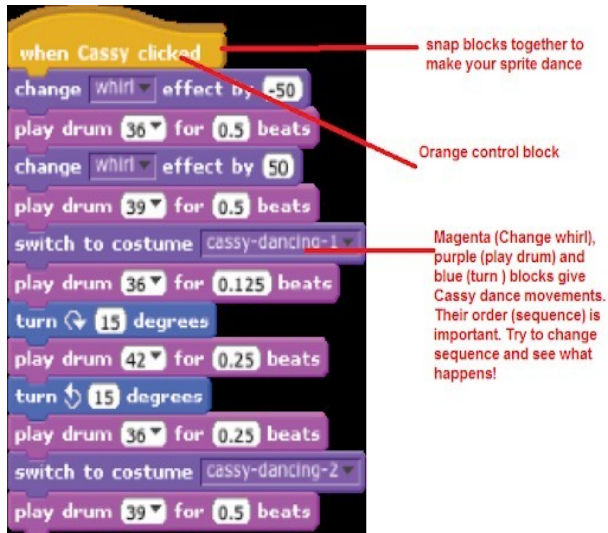 when Cassy clicked
change whirl effect by -50
play drum 36 for 0.5 beats
change whirl effect by 50
play drum 39 for 0.5 beats
switch to costume cassy-dancing-1
play drum 36 for 0.125 beats
turn 15 degrees
play drum 42 for 0.25 beats
turn 15 degrees
play drum 36 for 0.25 beats
switch to costume cassy-dancing-2
play drum 39 for 0.5 beats
snap blocks together to
make your sprite dance
Orange control block
Magenta (Change whirl),
purple (play drum) and
blue (turn ) blocks give
Cassy dance movements.
Their order (sequence) is
important. Try to change
sequence and see what
happens!